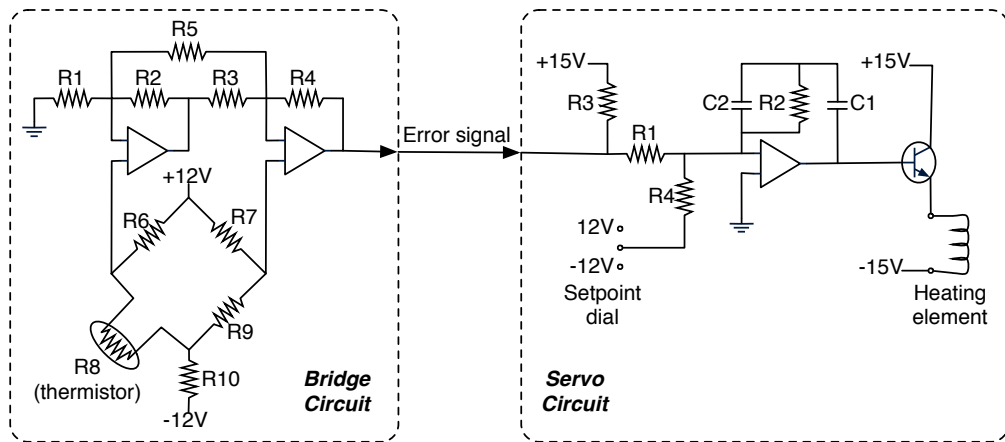 R5
R1
R2
R3
R4
+12V
R6
R7
R8
(thermistor)
R9
R10
-12V
Bridge
Circuit
Error signal
+15V
R3
R1
R4
12V
-12V
Setpoint
dial
C2
R2
C1
+15V
-15V
Heating
element
Servo
Circuit